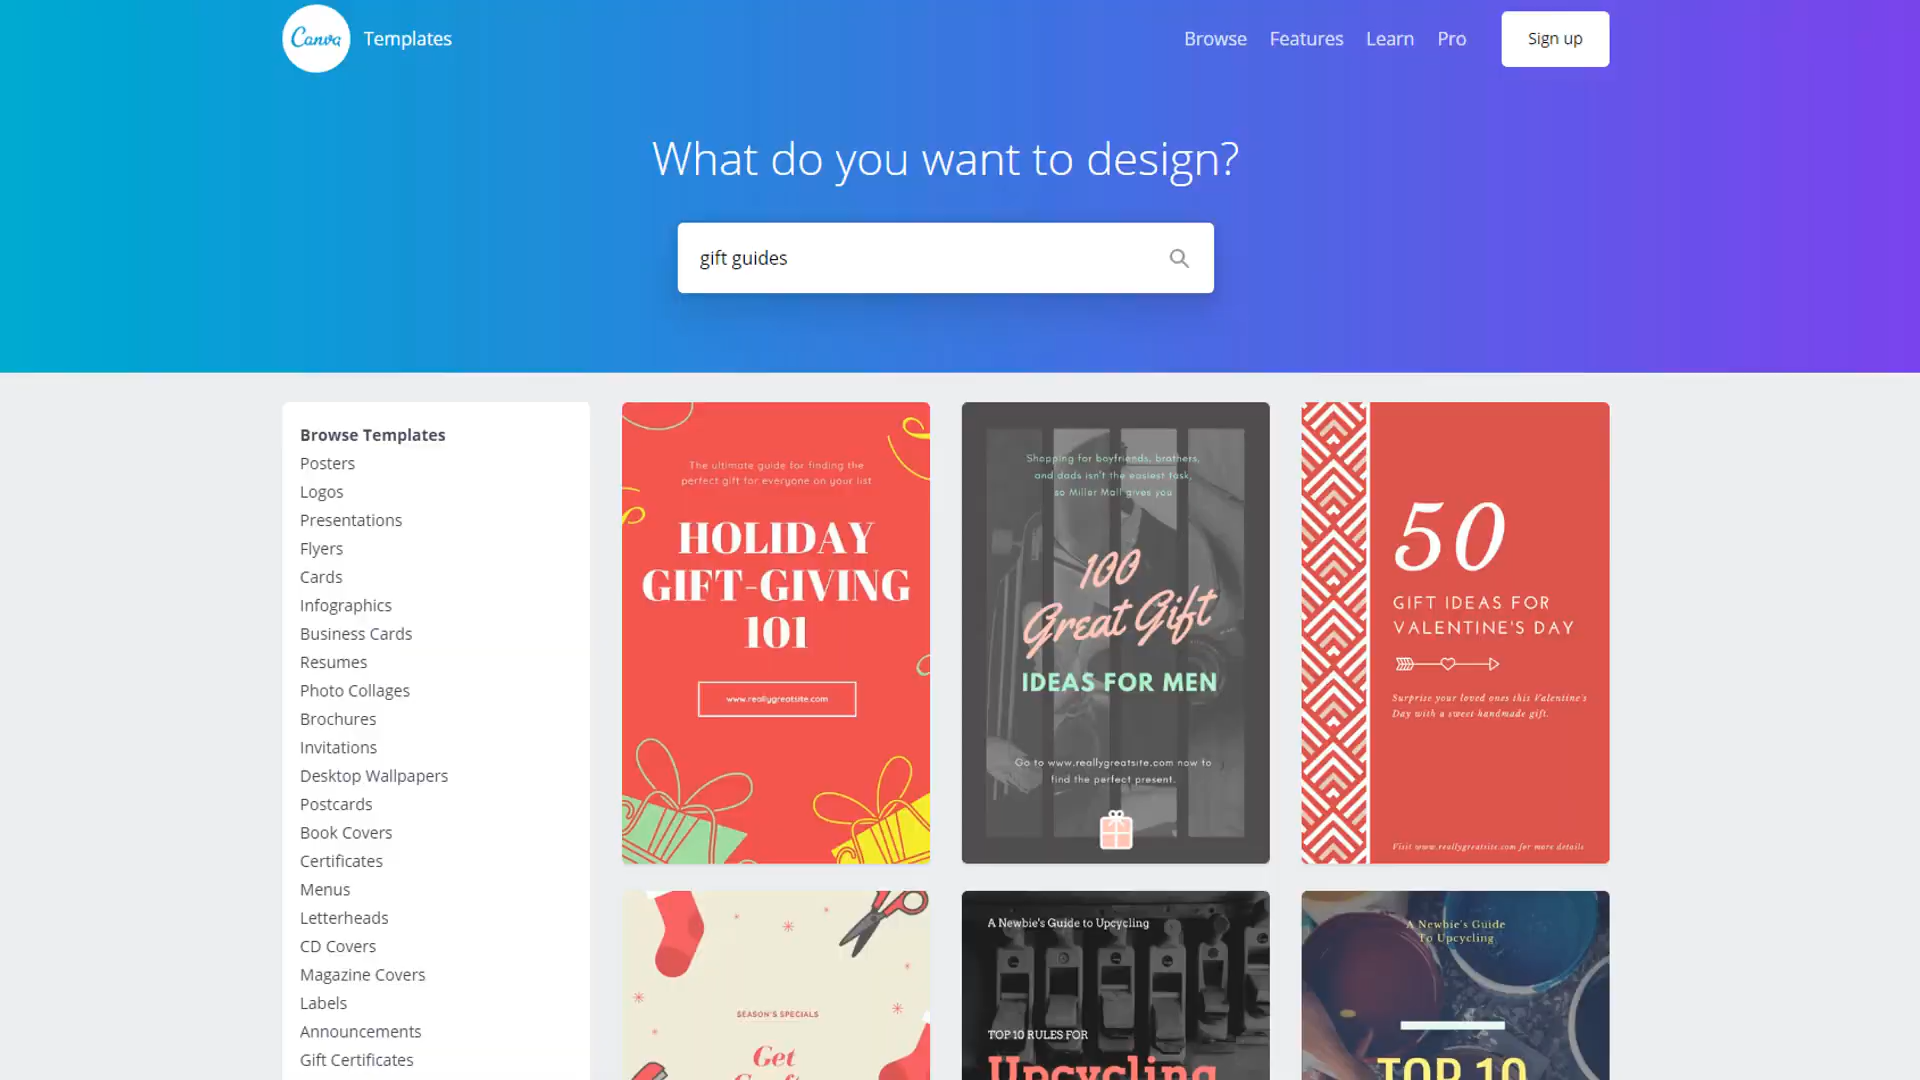 Canva
Templates
Browse
Features
Learn
Pro
Sign up
What do you want to design?
gift guides
Browse Templates
Posters
Logos
Presentations
Flyers
Cards
Infographics
Business Cards
Resumes
Photo Collages
Brochures
Invitations
Desktop Wallpapers
Postcards
Book Covers
Certificates
Menus
Letterheads
CD Covers
Magazine Covers
Labels
Announcements
Gift Certificates
The ultimate guide for finding the
perfect gift for everyone on your list
HOLIDAY
GIFT-GIVING
101
www.reallygreatsite.com
Shopping for boyfriends, brothers,
and dads isn't the easiest task,
so Miller Mall gives you
100
Great Gift
IDEAS FOR MEN
Go to www.reallygreatsite.com now to
find the perfect present.
50
GIFT IDEAS FOR
VALENTINE'S DAY
Surprise your loved ones this Valentine's
Day with a sweet handmade gift.
Visit www.reallygreatsite.com for more details
SEASON'S SPECIALS
Get
A Newbie's Guide to Upcycling
TOP 10 RULES FOR
Upcycling
A Newbie's Guide
To Upcycling
TOP 10